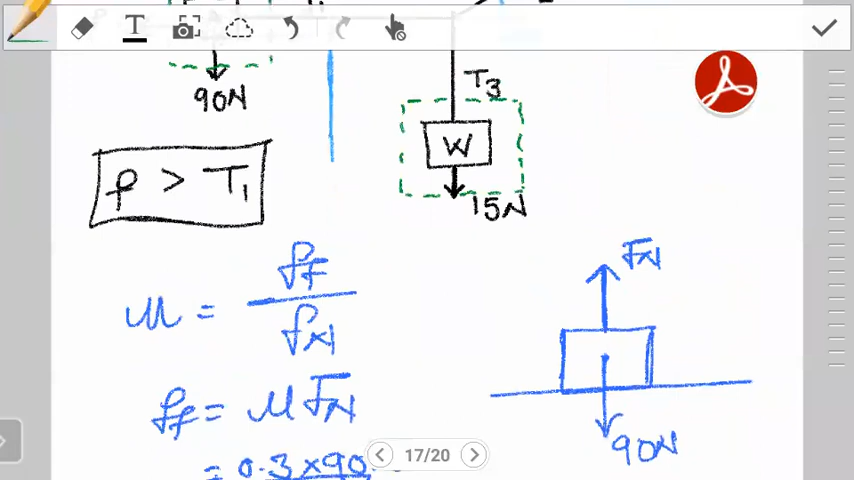 T
90N
T3
W
15N
f > T1
μ = fF / FN
FN
fF = μ FN
= 0.3 × 90
90N
17/20